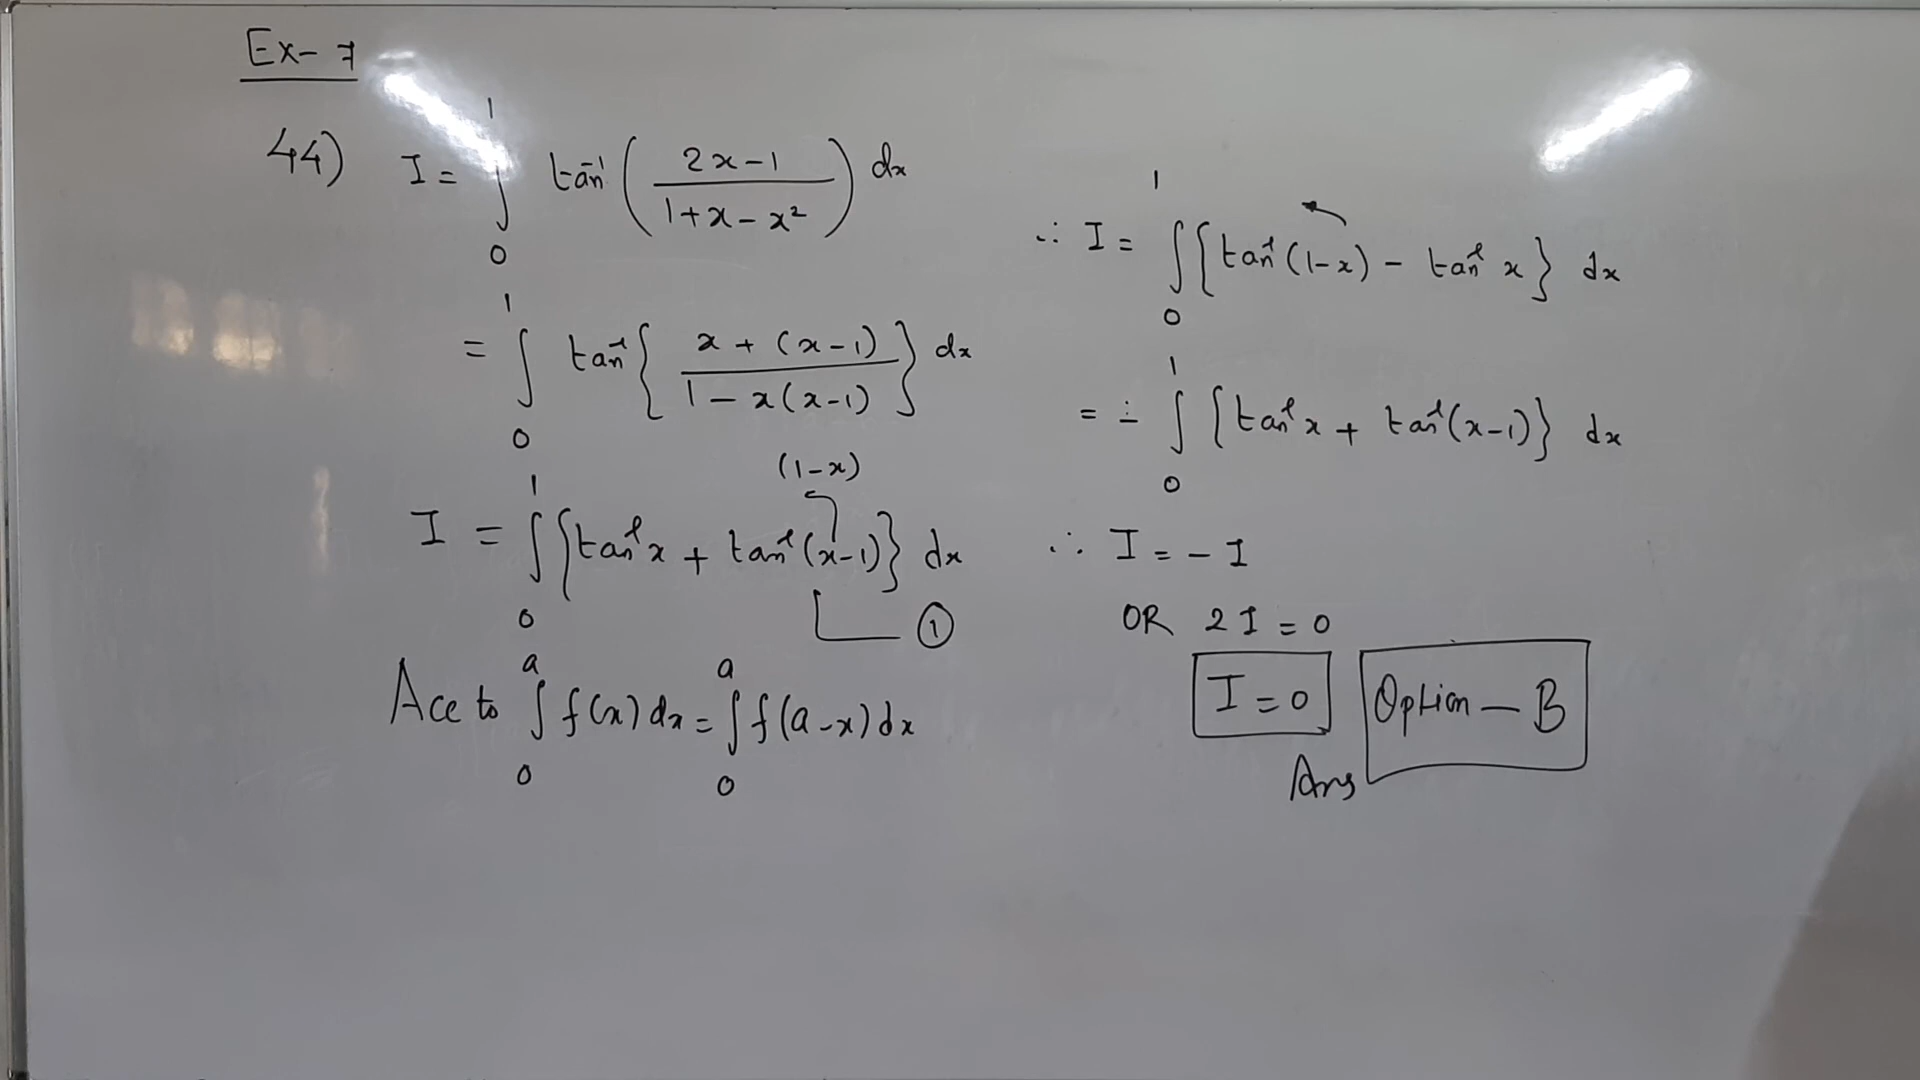 Ex- 7
44) I = ∫₀¹ tan⁻¹ ( (2x-1) / (1+x-x²) ) dx
= ∫₀¹ tan⁻¹ { (x + (x-1)) / (1-x(x-1)) } dx
(1-x)
I = ∫₀¹ {tan⁻¹x + tan⁻¹(x-1)} dx
①
Acc to ∫₀ᵃ f(x) dx = ∫₀ᵃ f(a-x) dx
∴ I = ∫₀¹ {tan⁻¹(1-x) - tan⁻¹ x} dx
= - ∫₀¹ {tan⁻¹x + tan⁻¹(x-1)} dx
∴ I = - I
OR 2 I = 0
I = 0 Option - B
Ans